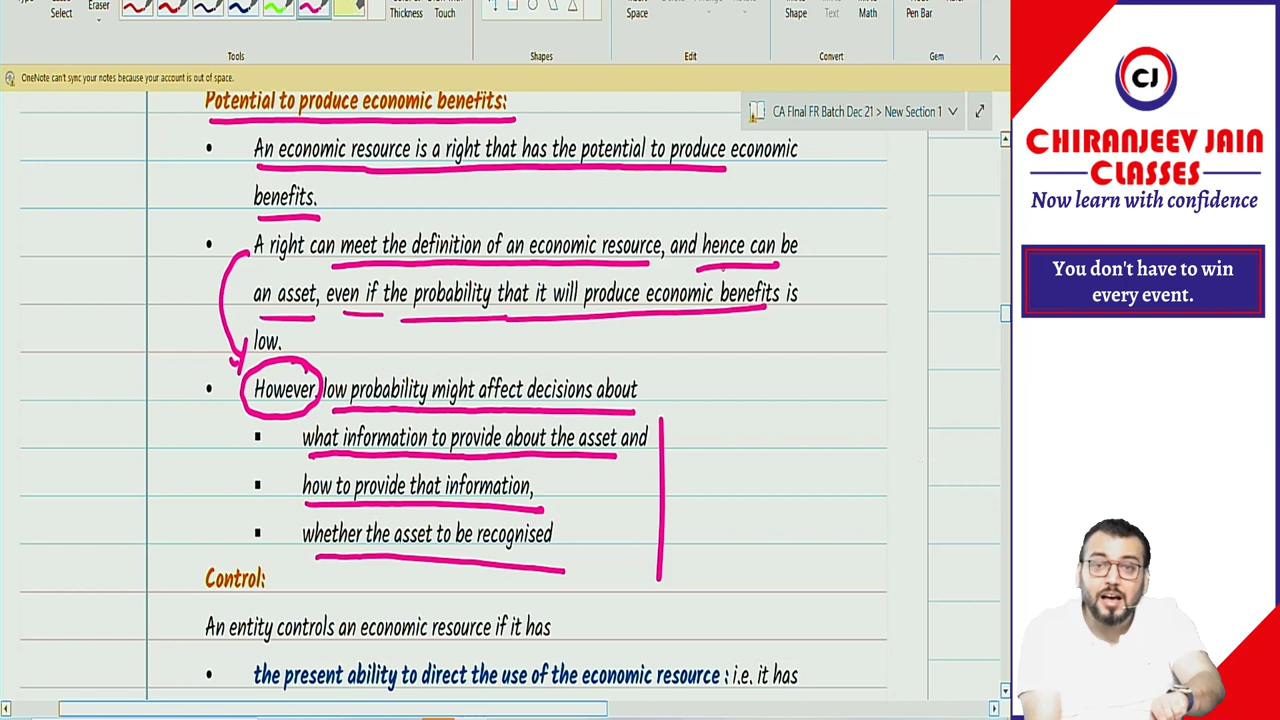 Select
Eraser
Thickness
Touch
Space
Shape
Text
Math
Pen Bar
Tools
Shapes
Edit
Convert
Gem
OneNote can't sync your notes because your account is out of space.
CA FInal FR Batch Dec 21 > New Section 1
Potential to produce economic benefits:
• An economic resource is a right that has the potential to produce economic
benefits.
• A right can meet the definition of an economic resource, and hence can be
an asset, even if the probability that it will produce economic benefits is
low.
• However, low probability might affect decisions about
▪ what information to provide about the asset and
▪ how to provide that information,
▪ whether the asset to be recognised
Control:
An entity controls an economic resource if it has
• the present ability to direct the use of the economic resource : i.e. it has
CJ
CHIRANJEEV JAIN
CLASSES
Now learn with confidence
You don't have to win
every event.